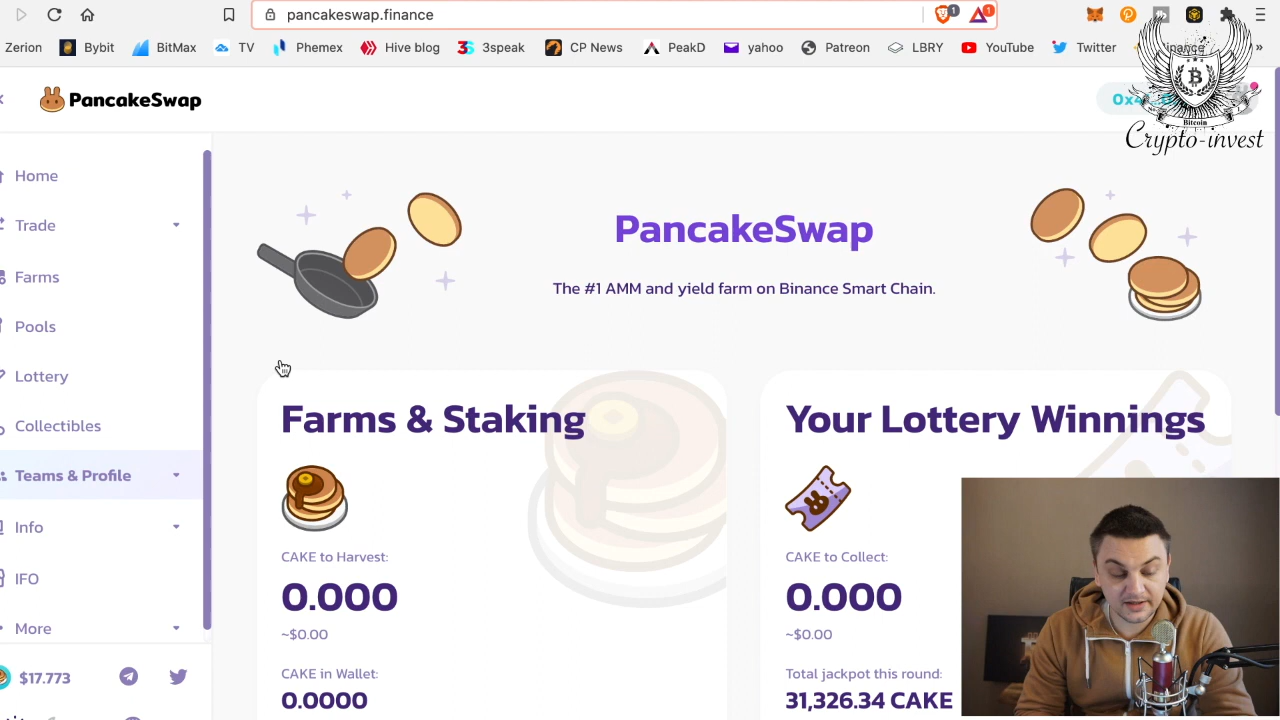 pancakeswap.finance
1
1
Zerion Bybit BitMax TV Phemex Hive blog 3speak CP News PeakD yahoo Patreon LBRY YouTube Twitter »
PancakeSwap
Bitcoin
Crypto-invest
Home
Trade
Farms
Pools
Lottery
Collectibles
Teams & Profile
Info
IFO
More
$17.773
PancakeSwap
The #1 AMM and yield farm on Binance Smart Chain.
Farms & Staking
CAKE to Harvest:
0.000
~$0.00
CAKE in Wallet:
0.0000
Your Lottery Winnings
CAKE to Collect:
0.000
~$0.00
Total jackpot this round:
31,326.34 CAKE